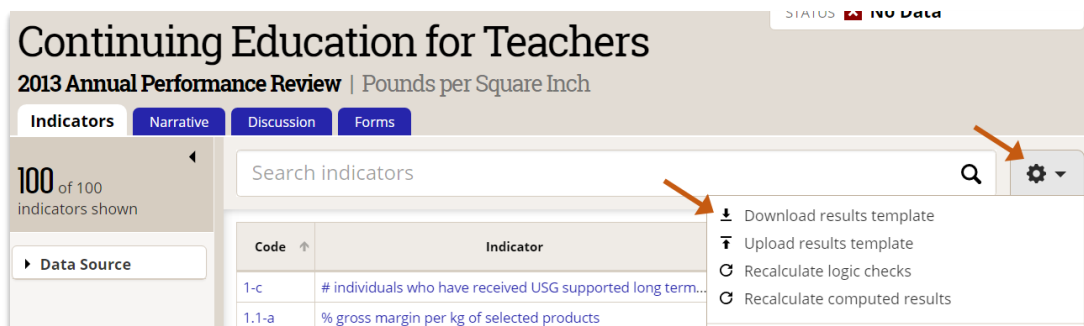 STATUS No Data
Continuing Education for Teachers
2013 Annual Performance Review | Pounds per Square Inch
Indicators Narrative Discussion Forms
100 of 100
indicators shown
Search indicators
Download results template
Upload results template
Recalculate logic checks
Recalculate computed results
Data Source
Code Indicator
1-c # individuals who have received USG supported long term...
1.1-a % gross margin per kg of selected products